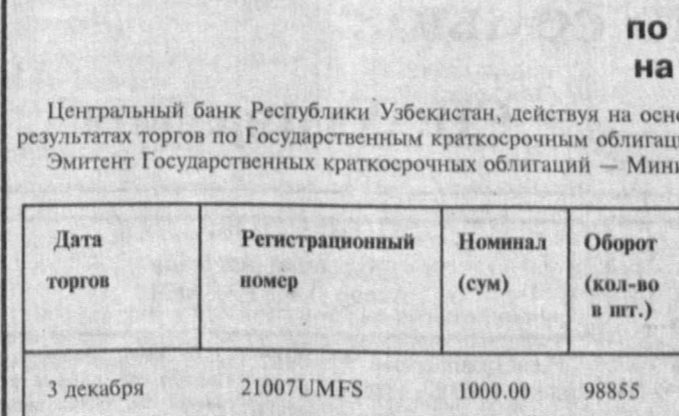 по
на
Центральный банк Республики Узбекистан, действуя на осно
результатах торгов по Государственным краткосрочным облигац
Эмитент Государственных краткосрочных облигаций — Мини
Дата торгов
Регистрационный номер
Номинал (сум)
Оборот (кол-во в шт.)
3 декабря 21007UMFS 1000.00 98855